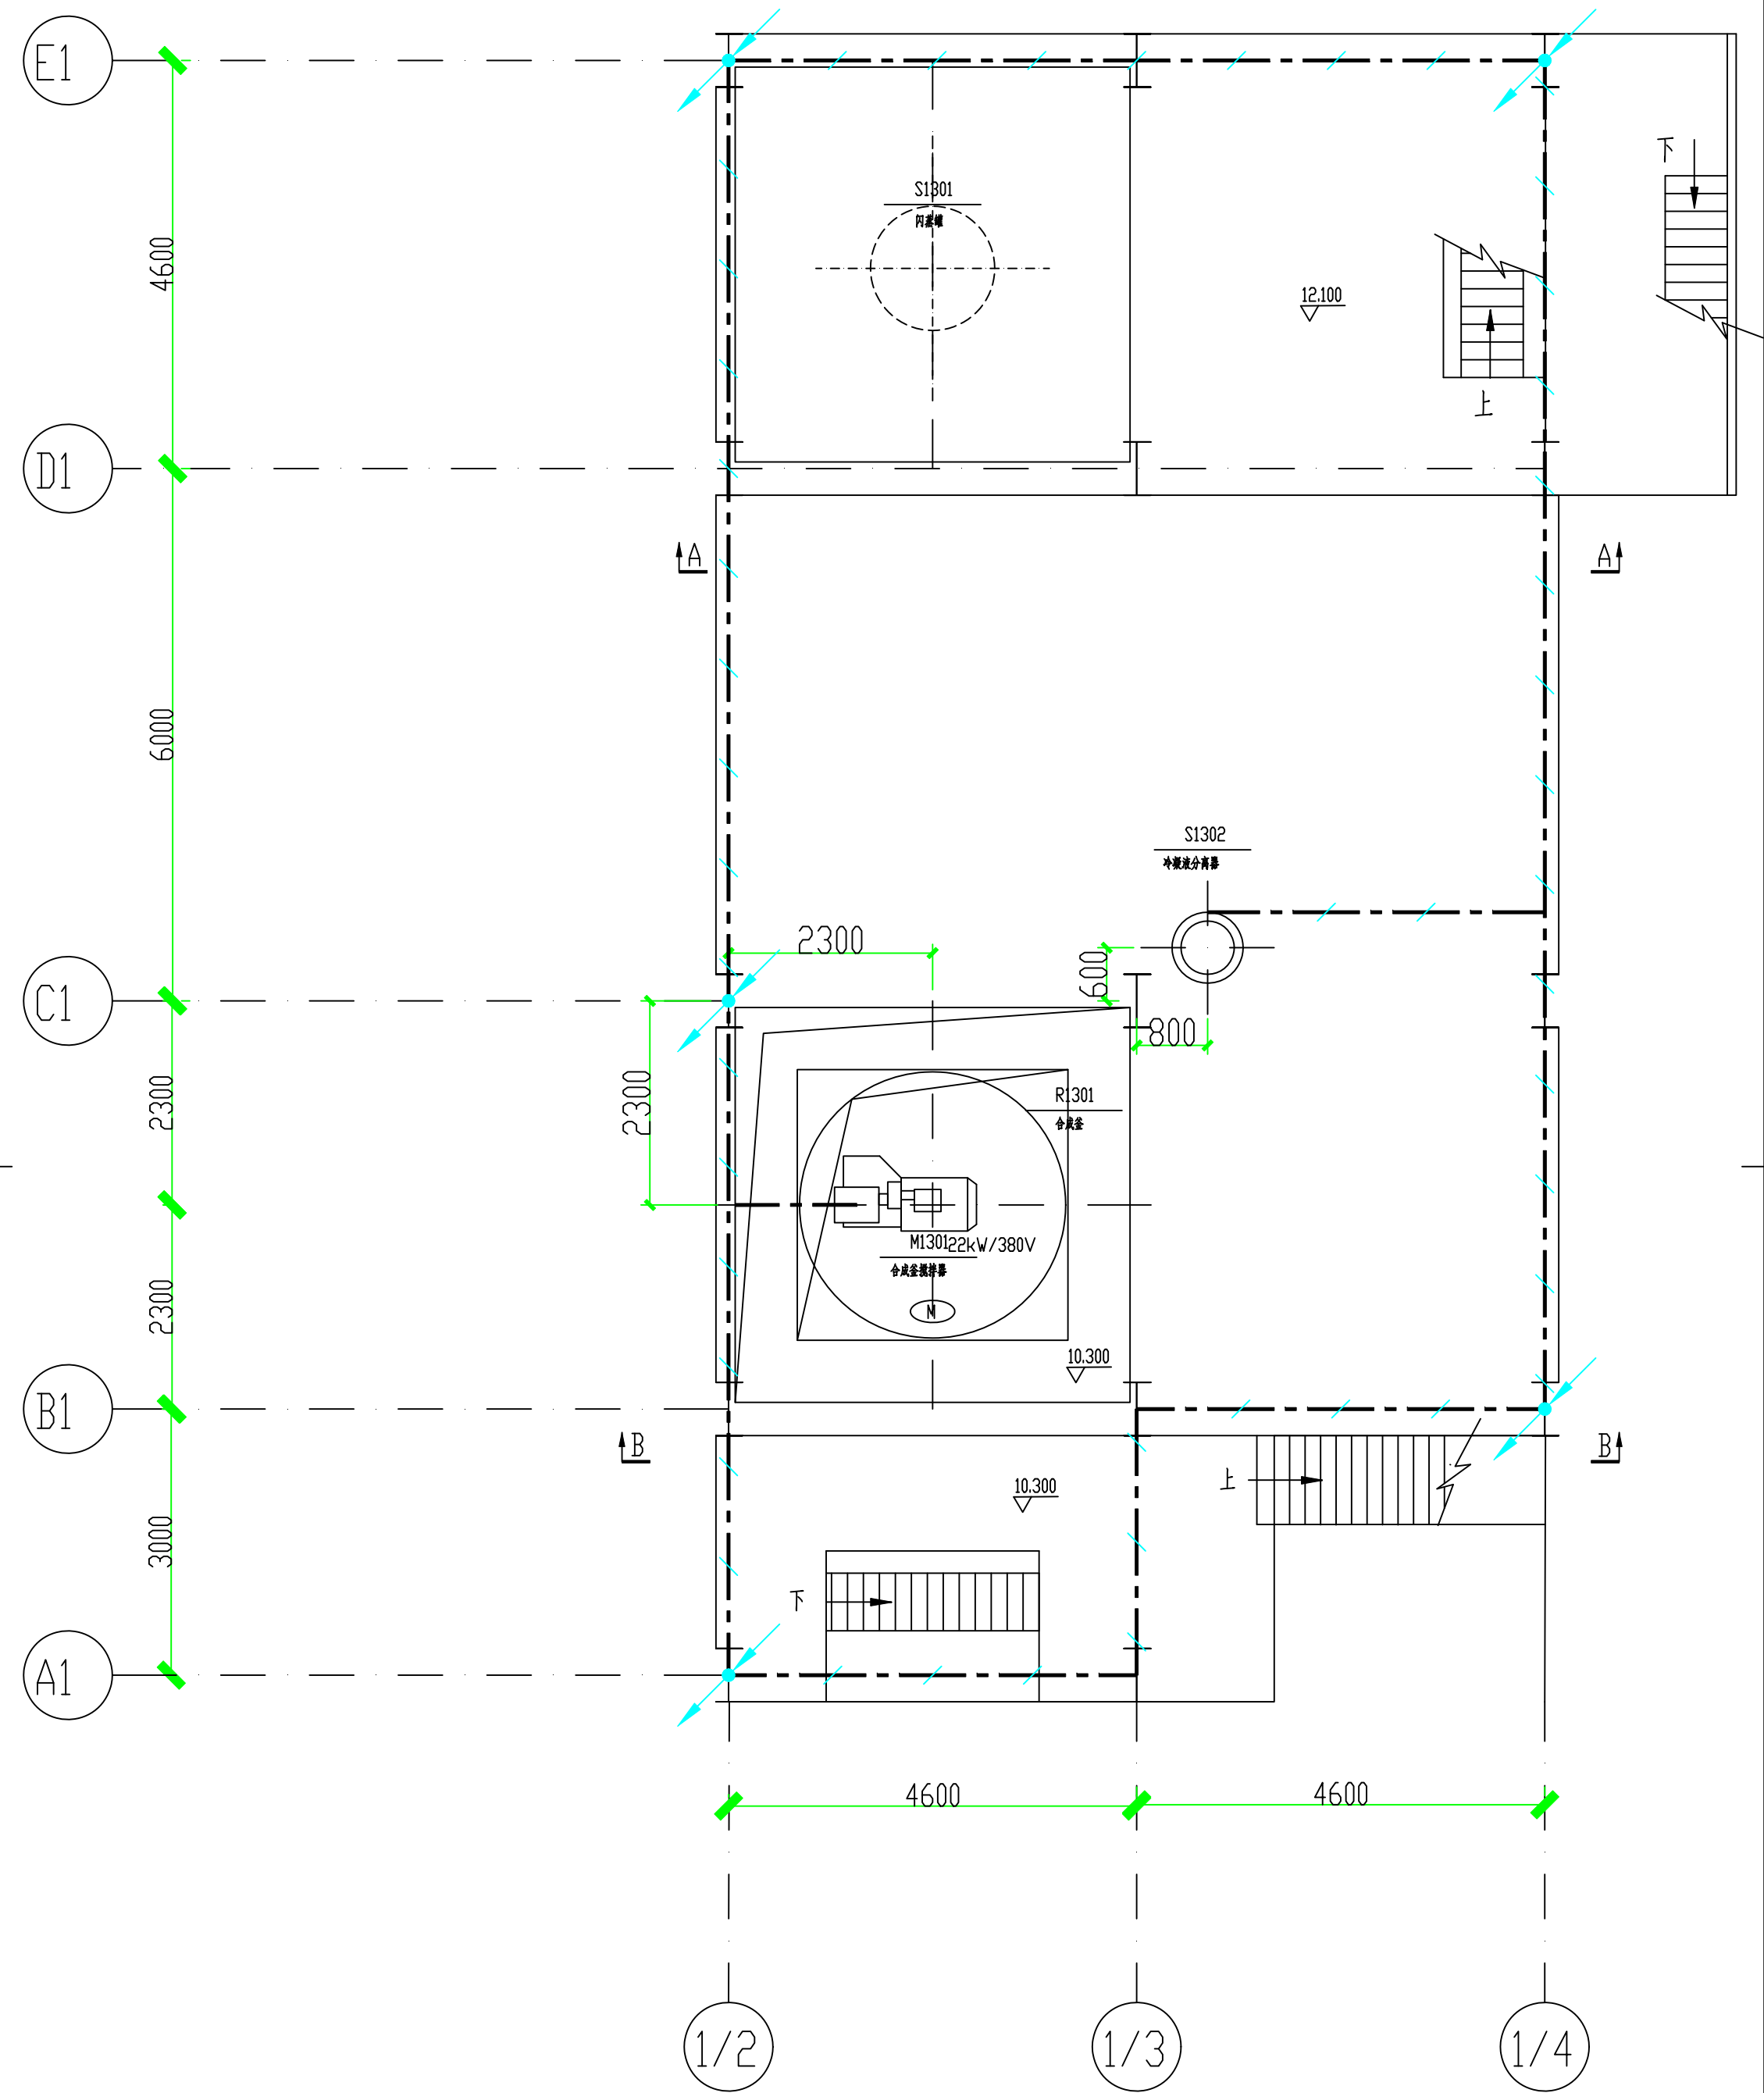 E1
下
S1301
闪蒸罐
4600
12.100
上
D1
A
A
6000
S1302
冷凝液分离器
2300
600
C1
800
2300
2300
R1301
合成釜
M1301
22kW/380V
合成釜搅拌器
2300
M
10.300
B1
B
B
上
10.300
3000
下
A1
4600
4600
1/2
1/3
1/4